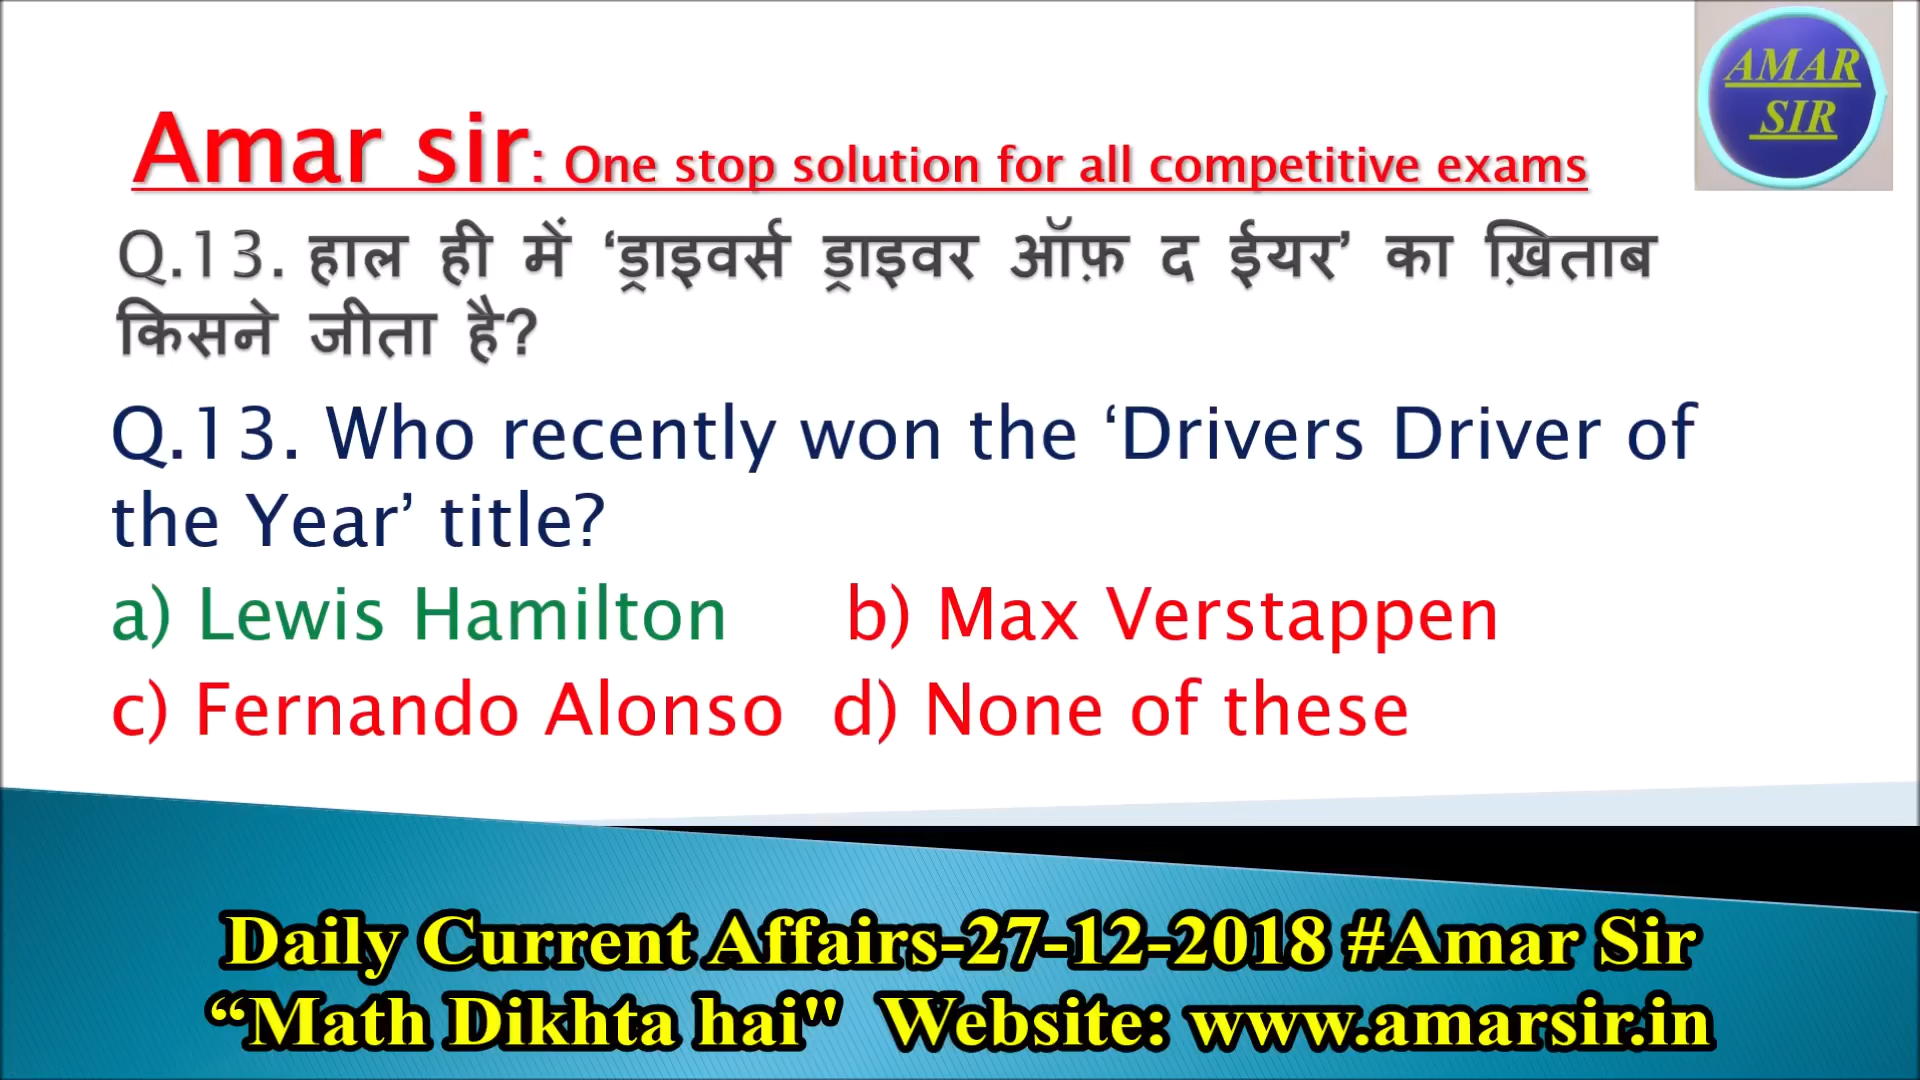 AMAR
SIR
Amar sir: One stop solution for all competitive exams
Q.13. हाल ही में ‘ड्राइवर्स ड्राइवर ऑफ़ द ईयर’ का ख़िताब
किसने जीता है?
Q.13. Who recently won the ‘Drivers Driver of
the Year’ title?
a) Lewis Hamilton b) Max Verstappen
c) Fernando Alonso d) None of these
Daily Current Affairs-27-12-2018 #Amar Sir
“Math Dikhta hai" Website: www.amarsir.in